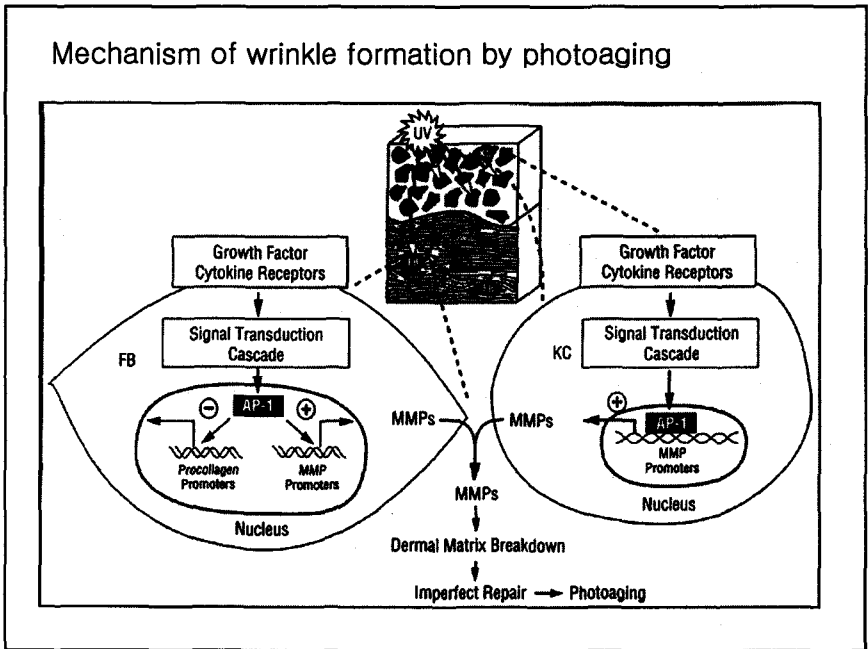 Mechanism of wrinkle formation by photoaging
UV
Growth Factor
Cytokine Receptors
Signal Transduction
Cascade
FB
AP-1
−
+
Procollagen
Promoters
MMP
Promoters
Nucleus
Growth Factor
Cytokine Receptors
Signal Transduction
Cascade
KC
+
AP-1
MMP
Promoters
Nucleus
MMPs
MMPs
MMPs
Dermal Matrix Breakdown
Imperfect Repair → Photoaging